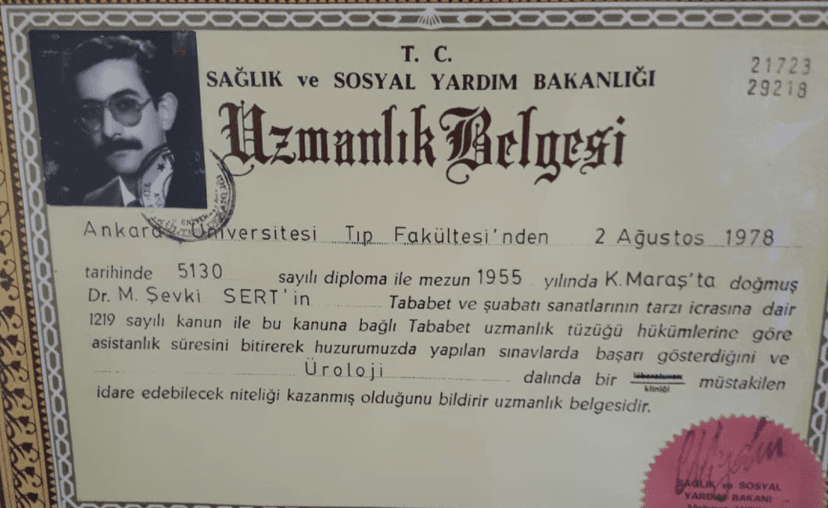 T. C.
SAĞLIK ve SOSYAL YARDIM BAKANLIĞI
21723
29218
Uzmanlık Belgesi
Ankara Üniversitesi Tıp Fakültesi'nden 2 Ağustos 1978
tarihinde 5130 sayılı diploma ile mezun 1955 yılında K.Maraş'ta doğmuş
Dr. M. Şevki SERT'in Tababet ve şuabatı sanatlarının tarzı icrasına dair
1219 sayılı kanun ile bu kanuna bağlı Tababet uzmanlık tüzüğü hükümlerine göre
asistanlık süresini bitirerek huzurumuzda yapılan sınavlarda başarı gösterdiğini ve
Üroloji dalında bir kliniği müstakilen
idare edebilecek niteliği kazanmış olduğunu bildirir uzmanlık belgesidir.
SAĞLIK ve SOSYAL
YARDIM BAKANI